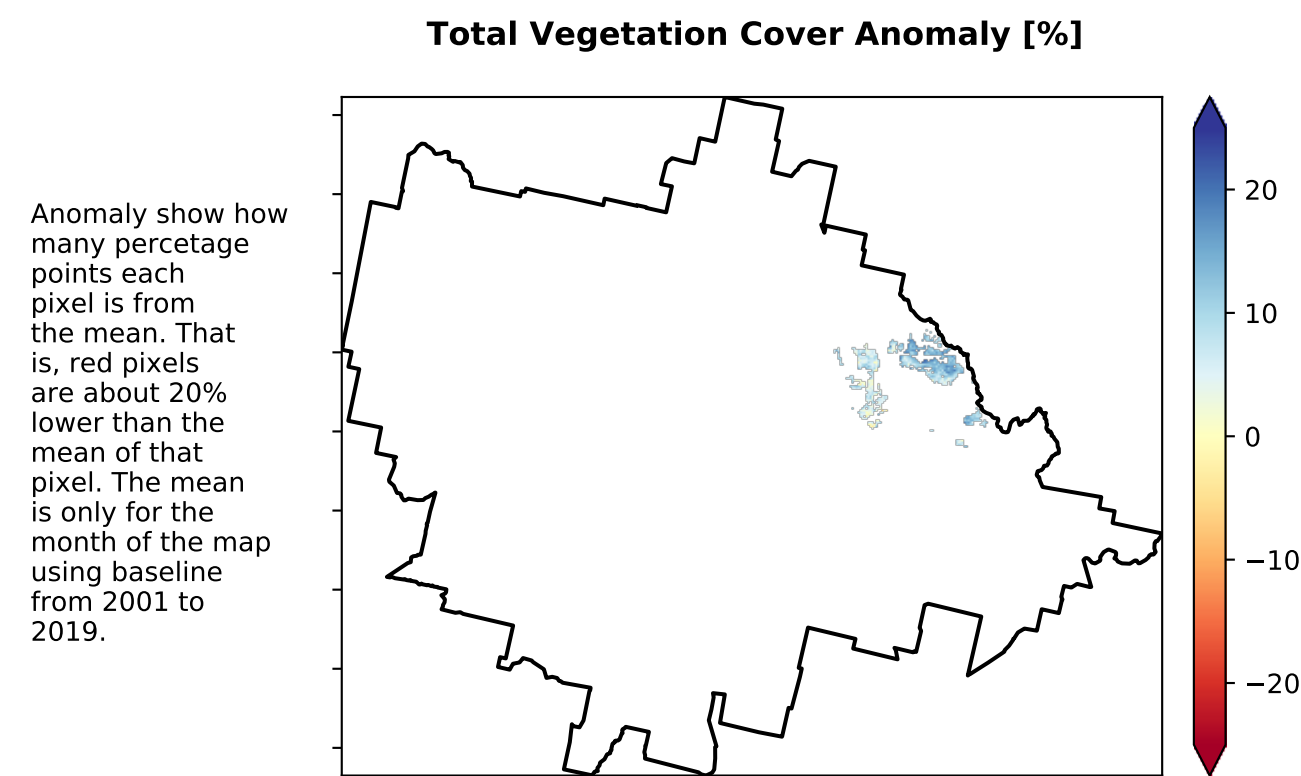 Total Vegetation Cover Anomaly [%]
Anomaly show how
many percetage
points each
pixel is from
the mean. That
is, red pixels
are about 20%
lower than the
mean of that
pixel. The mean
is only for the
month of the map
using baseline
from 2001 to
2019.
20
10
0
−10
−20